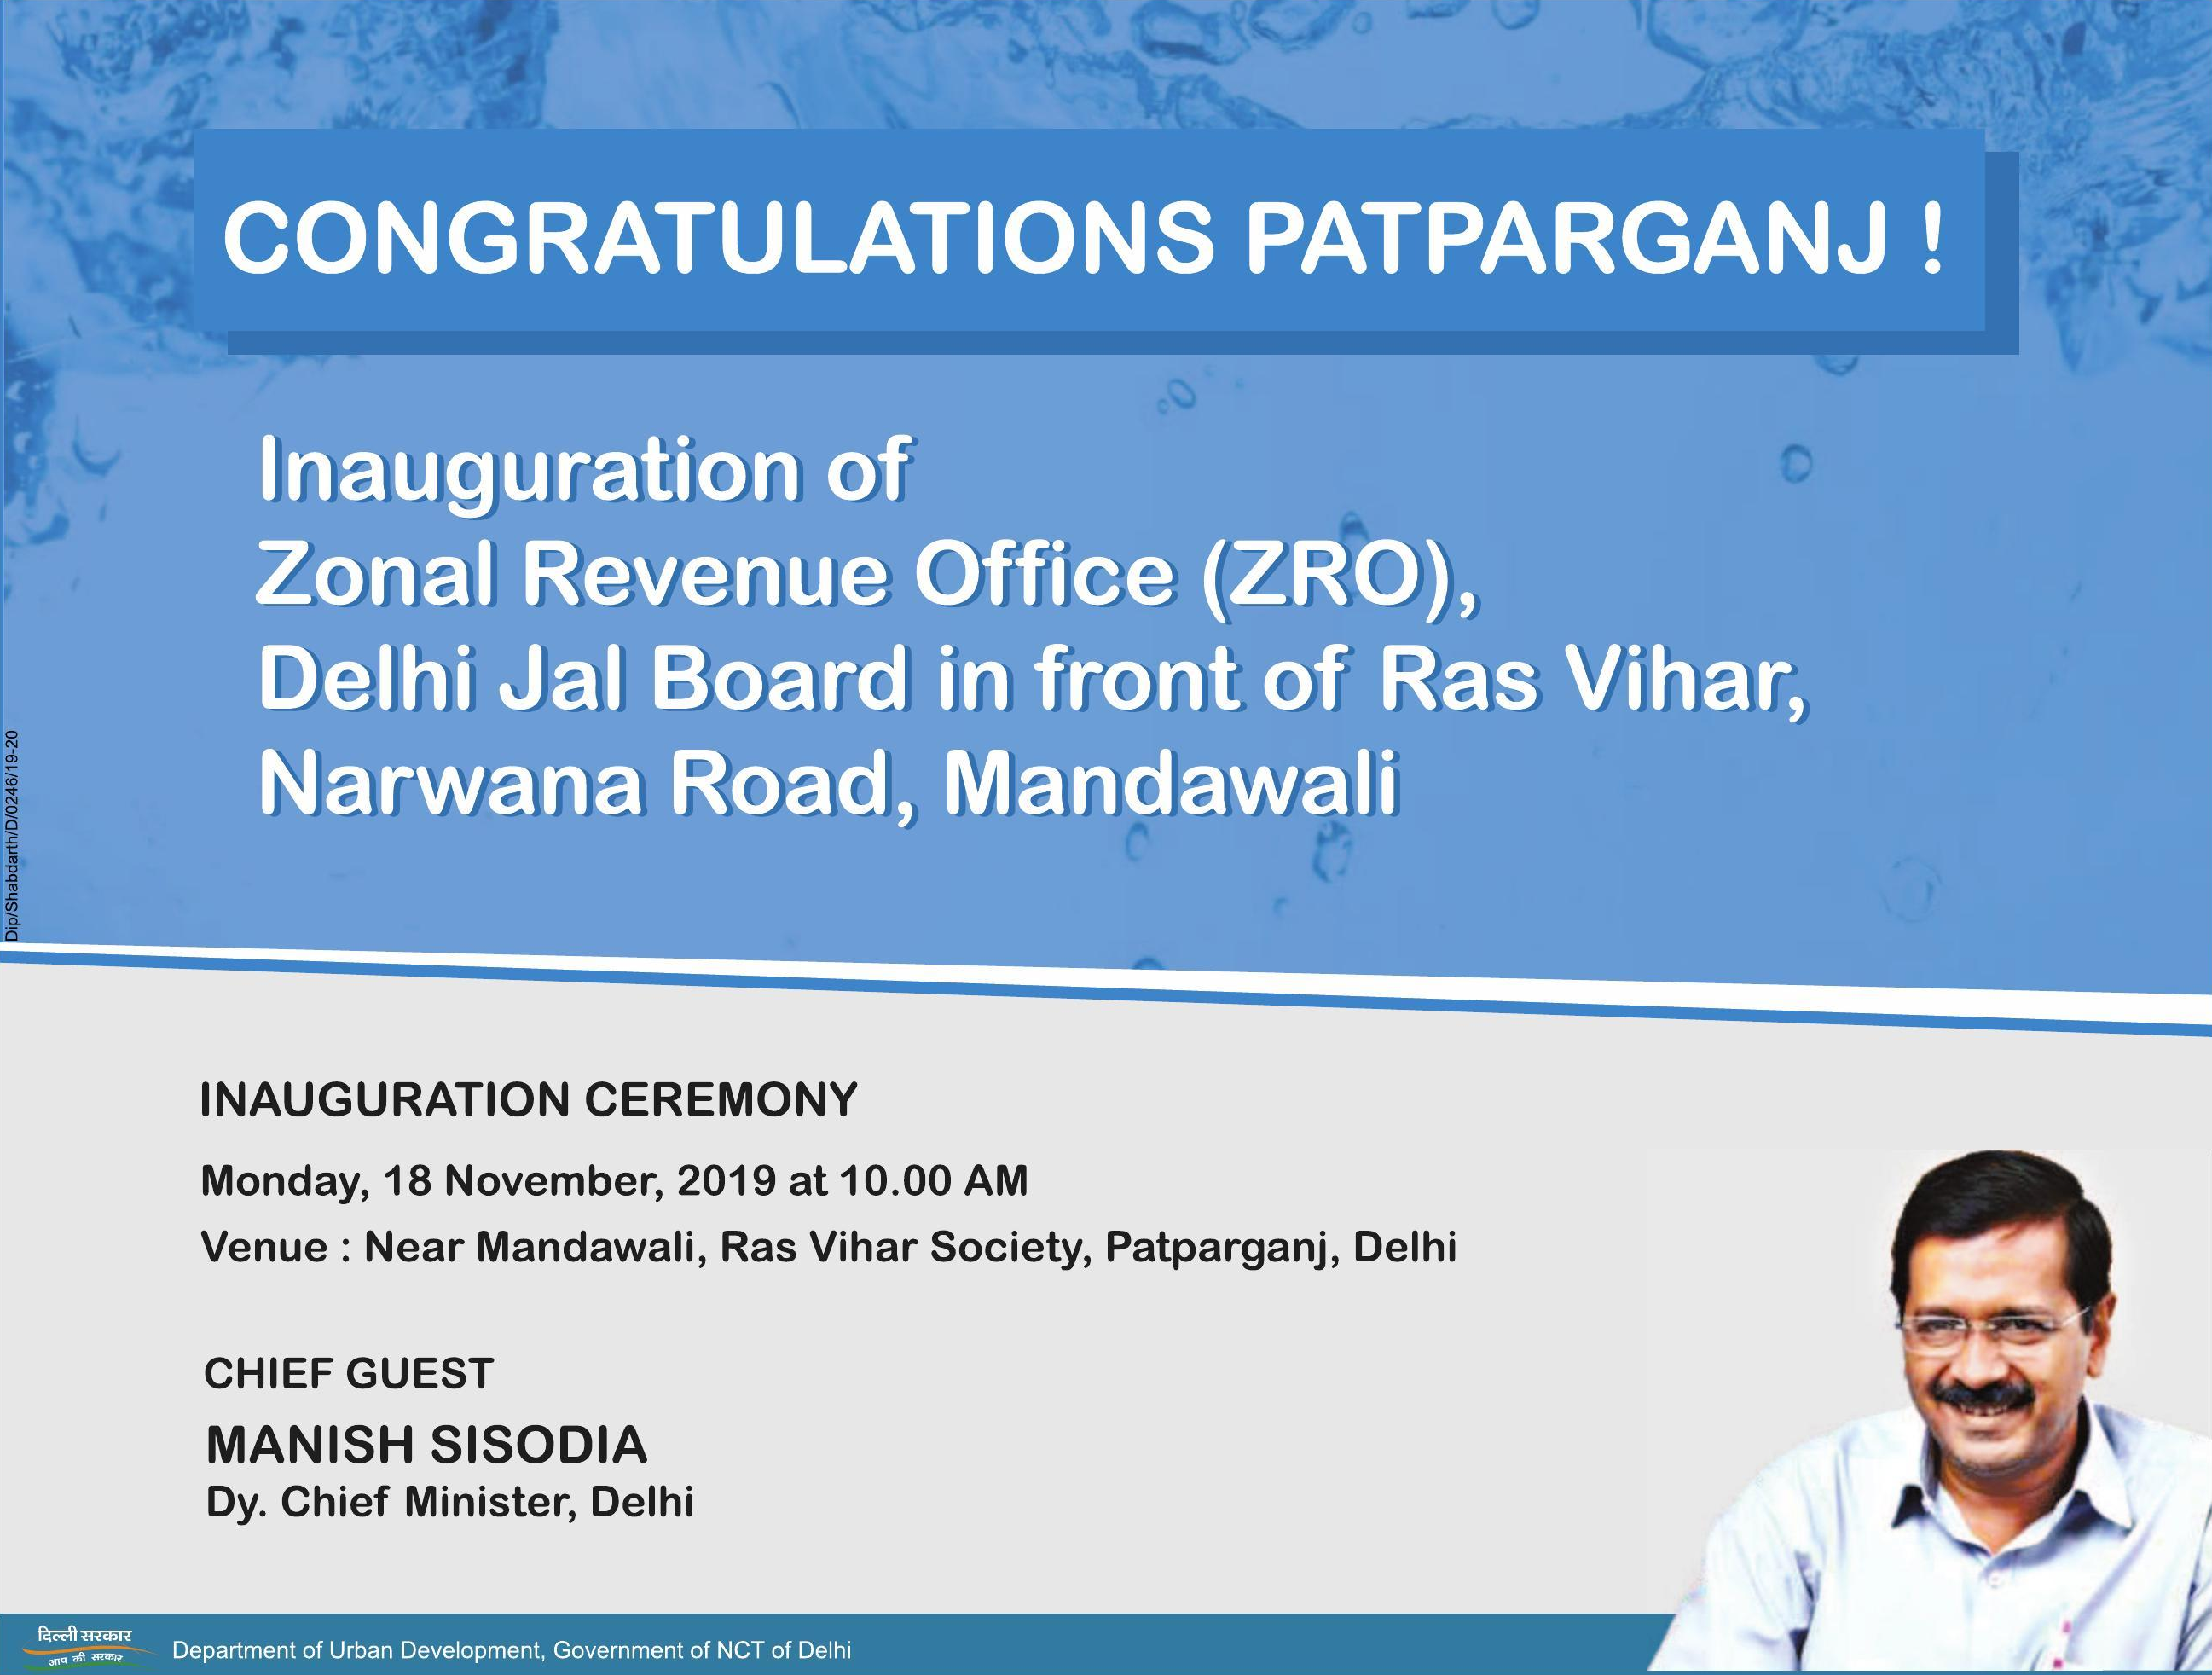 CONGRATULATIONS PATPARGANJ !
Inauguration of
Zonal Revenue Office (ZRO),
Delhi Jal Board in front of Ras Vihar,
Narwana Road, Mandawali
Dip/Shabdarth/D/0246/19-20
INAUGURATION CEREMONY
Monday, 18 November, 2019 at 10.00 AM
Venue : Near Mandawali, Ras Vihar Society, Patparganj, Delhi
CHIEF GUEST
MANISH SISODIA
Dy. Chief Minister, Delhi
दिल्ली सरकार
आप की सरकार
Department of Urban Development, Government of NCT of Delhi